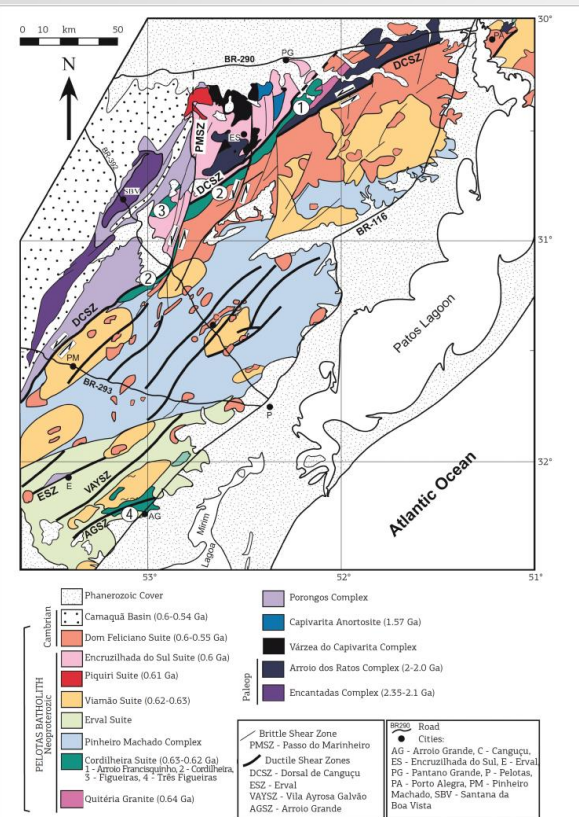 0 10 km 50
N
30°
PA
BR-290
PG
DCSZ
1
PMSZ
ES
BR-392
SBV
DCSZ
2
3
31°
BR-116
2
DCSZ
Patos Lagoon
PM
BR-293
P
32°
ESZ
E
VAYSZ
Atlantic Ocean
4
AG
AGSZ
Mirim
Lagoa
53°
52°
51°
Phanerozoic Cover
Camaquã Basin (0.6-0.54 Ga)
Cambrian
Dom Feliciano Suite (0.6-0.55 Ga)
Encruzilhada do Sul Suite (0.6 Ga)
Piquiri Suite (0.61 Ga)
Viamão Suite (0.62-0.63)
Erval Suite
Pinheiro Machado Complex
Cordilheira Suite (0.63-0.62 Ga)
1 - Arroio Francisquinho, 2 - Cordilheira,
3 - Figueiras, 4 - Três Figueiras
Quitéria Granite (0.64 Ga)
PELOTAS BATHOLITH
Neoproterozic
Porongos Complex
Capivarita Anortosite (1.57 Ga)
Várzea do Capivarita Complex
Arroio dos Ratos Complex (2-2.0 Ga)
Encantadas Complex (2.35-2.1 Ga)
Paleop
Brittle Shear Zone
PMSZ - Passo do Marinheiro
Ductile Shear Zones
DCSZ - Dorsal de Canguçu
ESZ - Erval
VAYSZ - Vila Ayrosa Galvão
AGSZ - Arroio Grande
BR290 Road
Cities:
AG - Arroio Grande, C - Canguçu,
ES - Encruzilhada do Sul, E - Erval,
PG - Pantano Grande, P - Pelotas,
PA - Porto Alegra, PM - Pinheiro
Machado, SBV - Santana da
Boa Vista